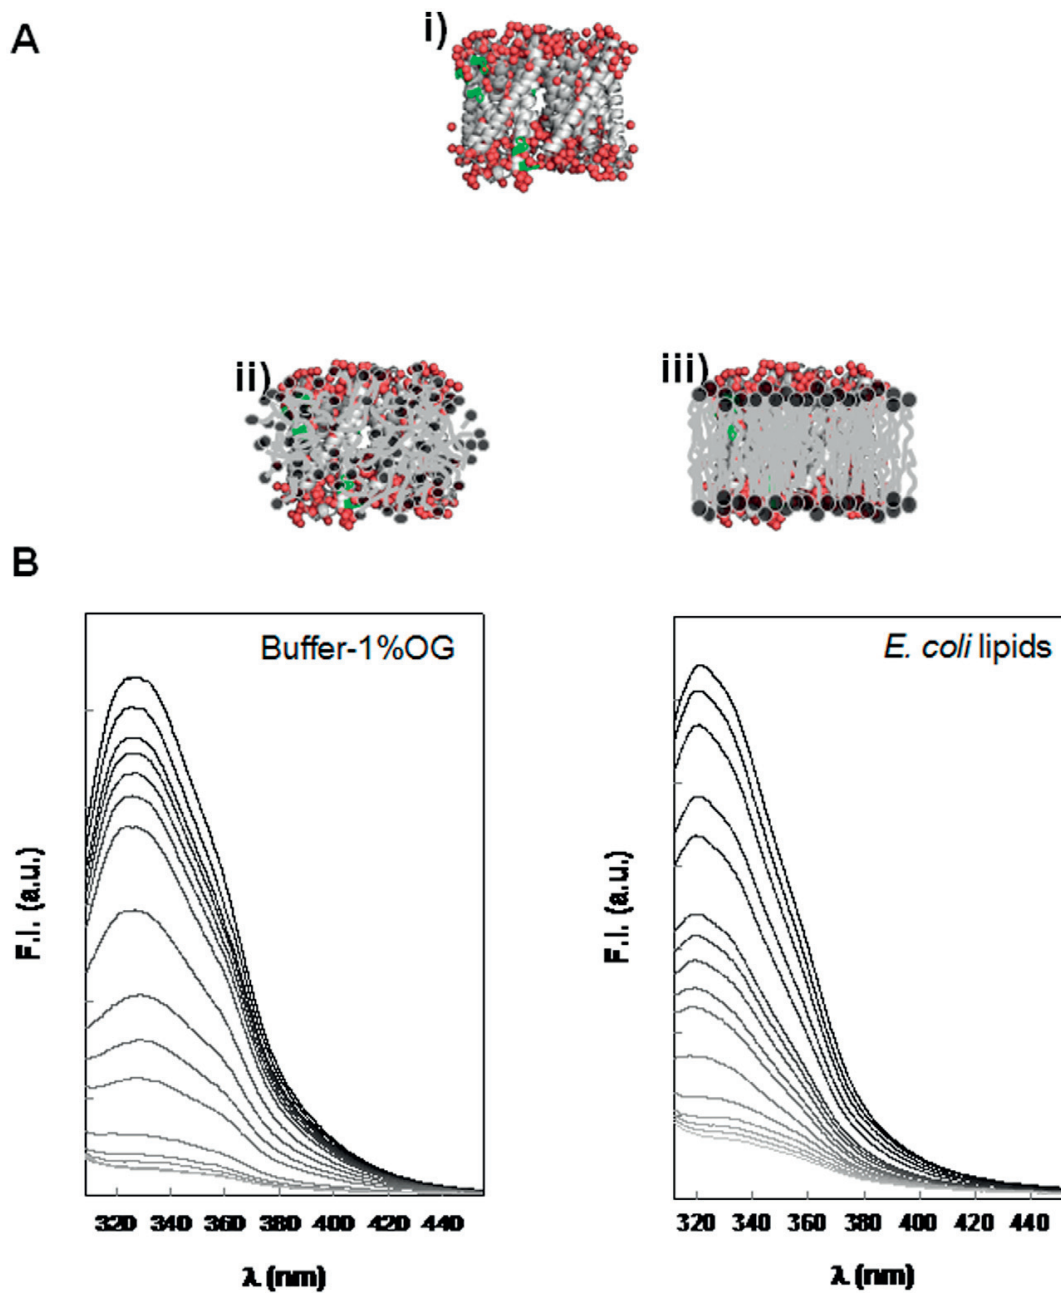 A
i)
ii)
iii)
B
Buffer-1%OG
E. coli lipids
F.I. (a.u.)
F.I. (a.u.)
320 340 360 380 400 420 440
320 340 360 380 400 420 440
λ (nm)
λ (nm)